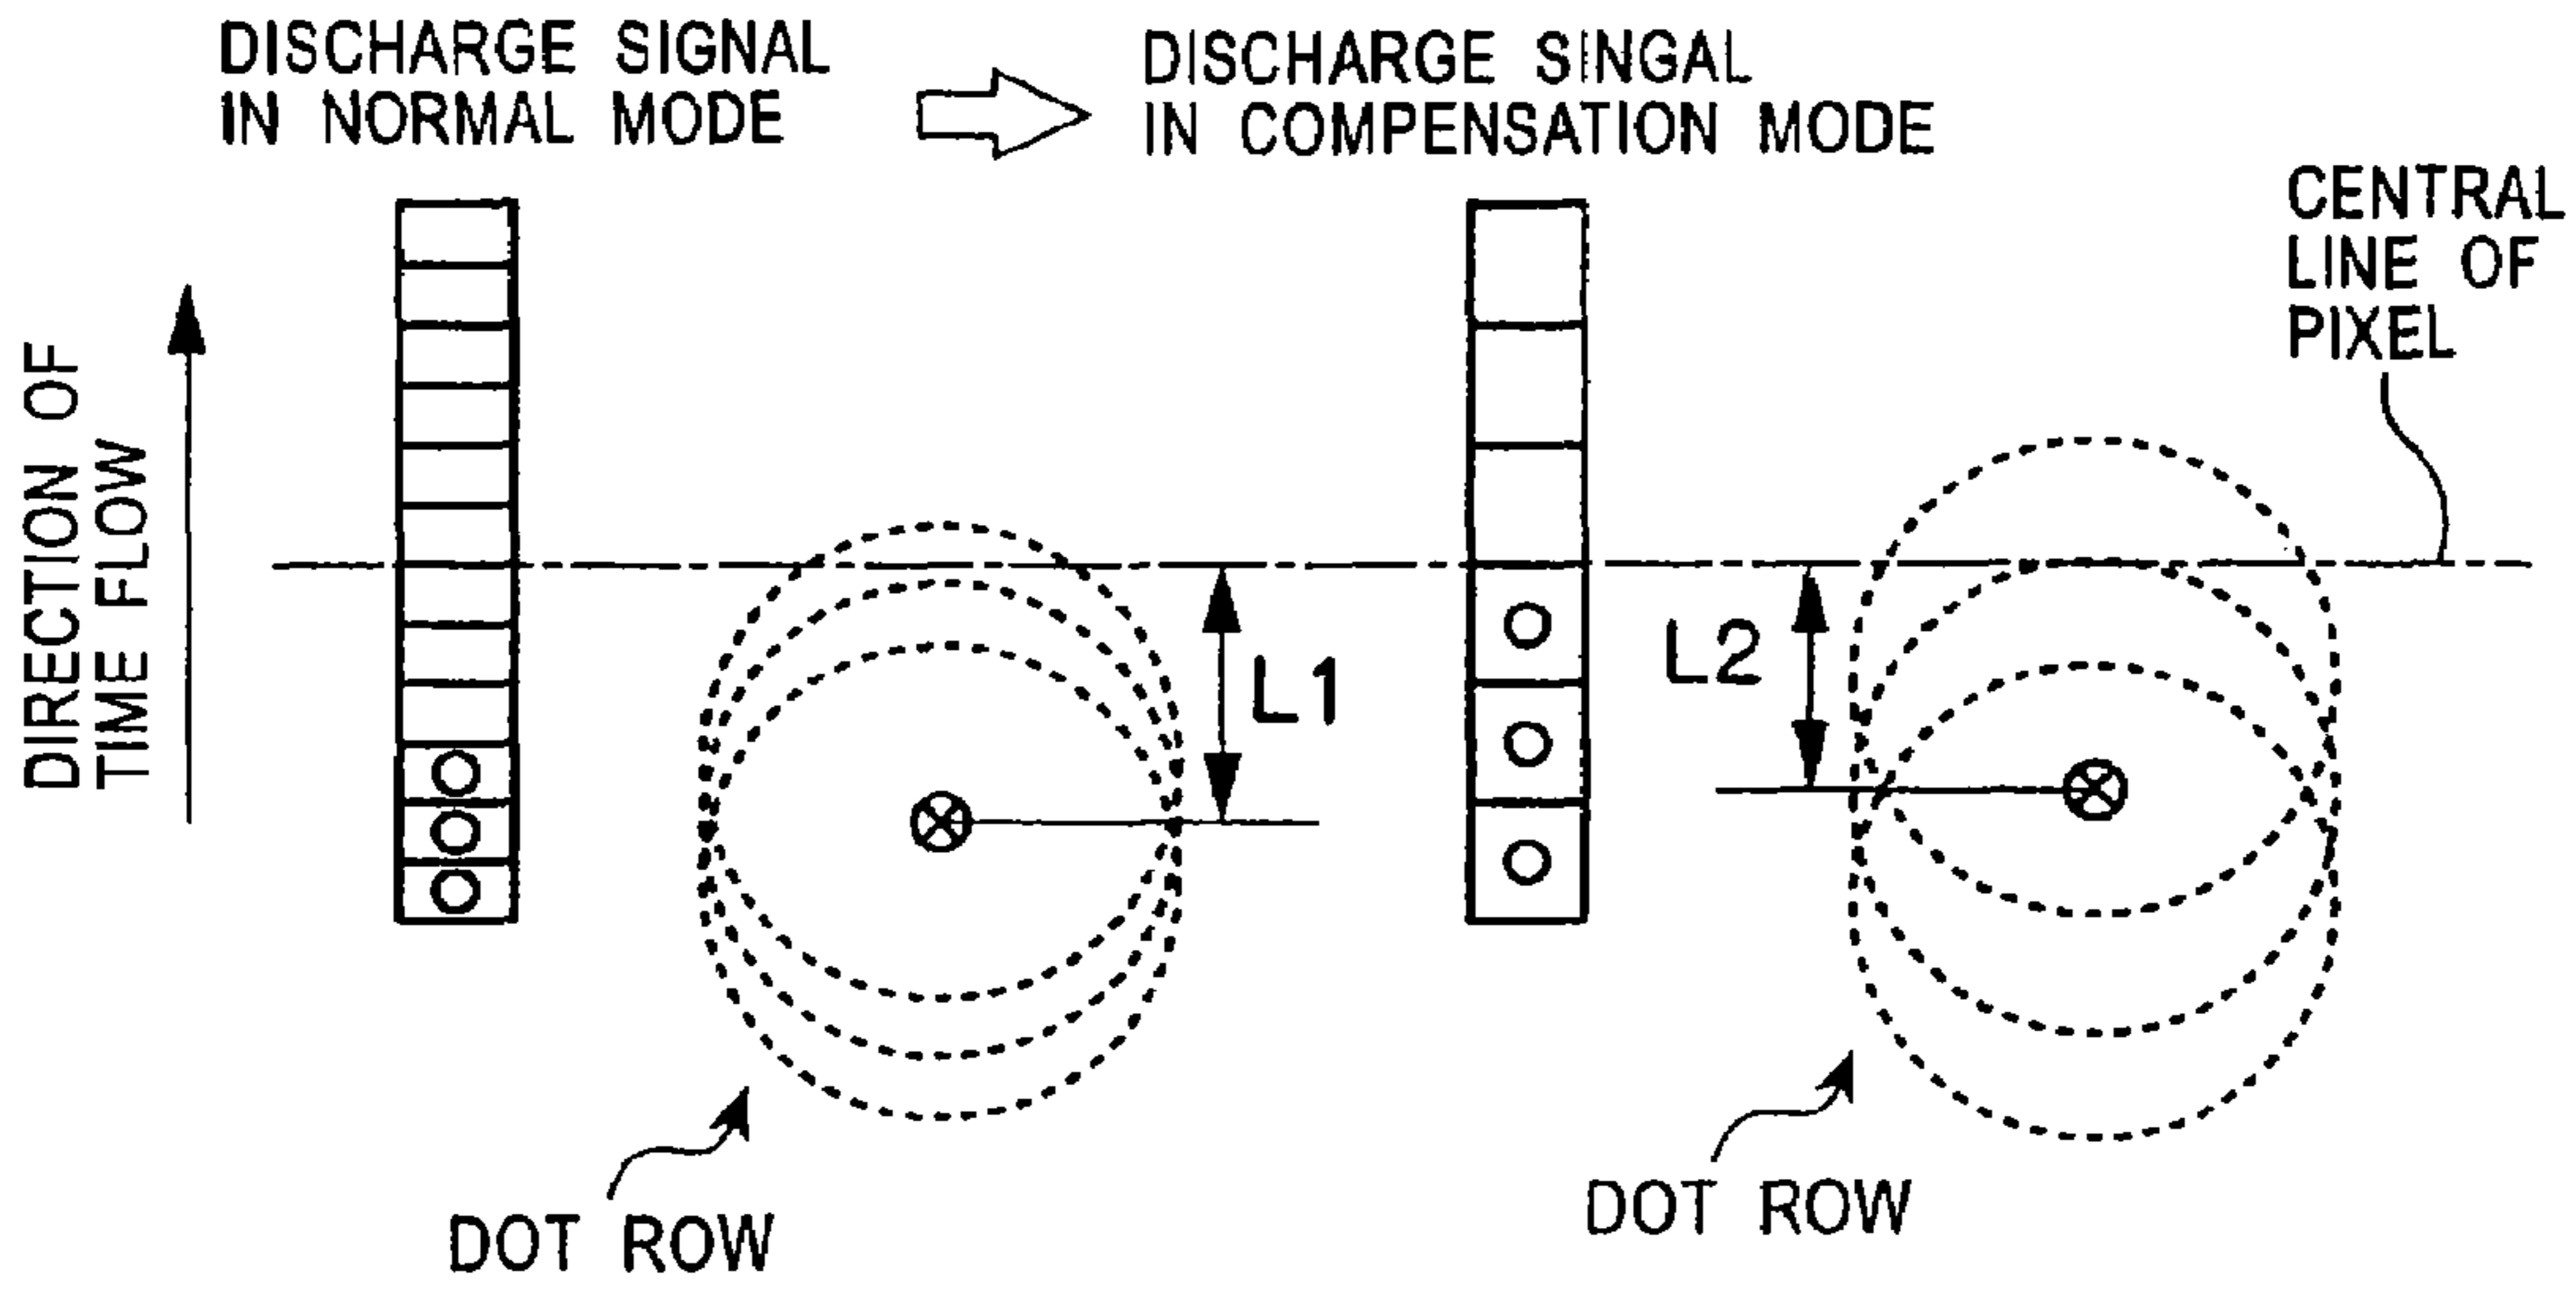 DISCHARGE SIGNAL
IN NORMAL MODE
DISCHARGE SINGAL
IN COMPENSATION MODE
CENTRAL
LINE OF
PIXEL
DIRECTION OF
TIME FLOW
L1
L2
DOT ROW
DOT ROW